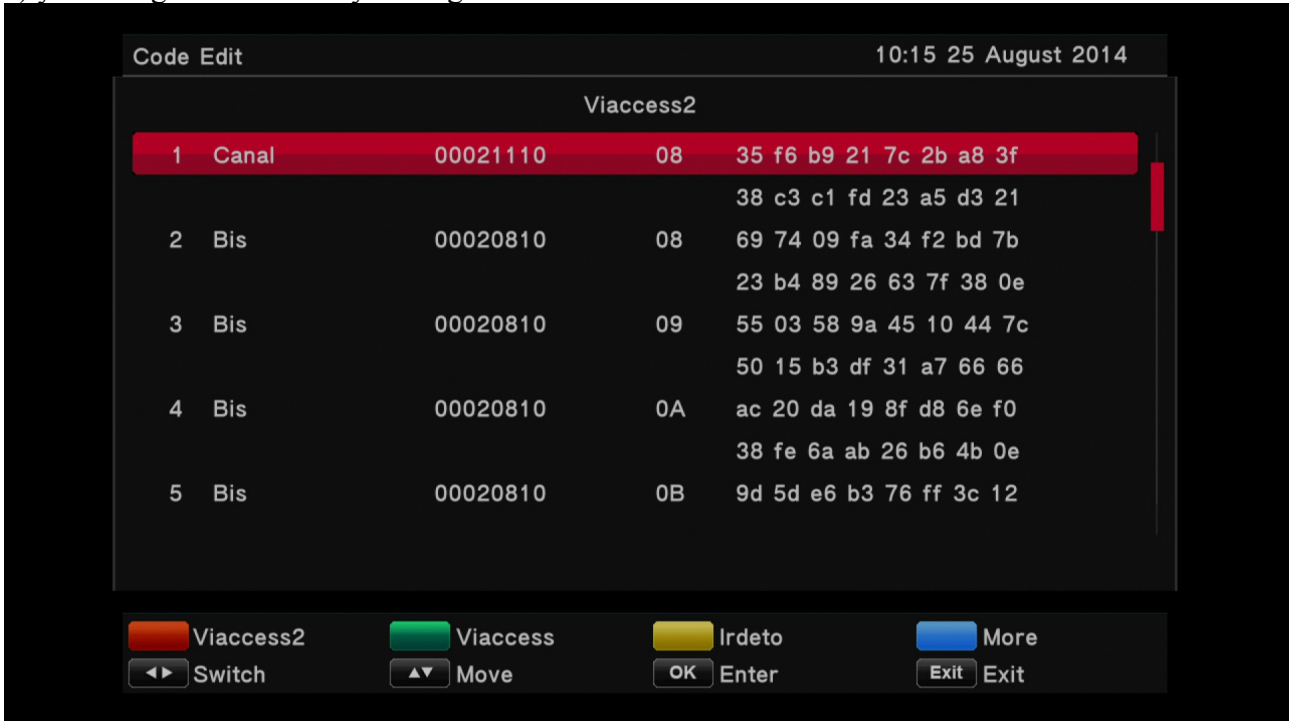 Code Edit 10:15 25 August 2014
Viaccess2
1 Canal 00021110 08 35 f6 b9 21 7c 2b a8 3f
38 c3 c1 fd 23 a5 d3 21
2 Bis 00020810 08 69 74 09 fa 34 f2 bd 7b
23 b4 89 26 63 7f 38 0e
3 Bis 00020810 09 55 03 58 9a 45 10 44 7c
50 15 b3 df 31 a7 66 66
4 Bis 00020810 0A ac 20 da 19 8f d8 6e f0
38 fe 6a ab 26 b6 4b 0e
5 Bis 00020810 0B 9d 5d e6 b3 76 ff 3c 12
Viaccess2 Viaccess Irdeto More
Switch Move OK Enter Exit Exit